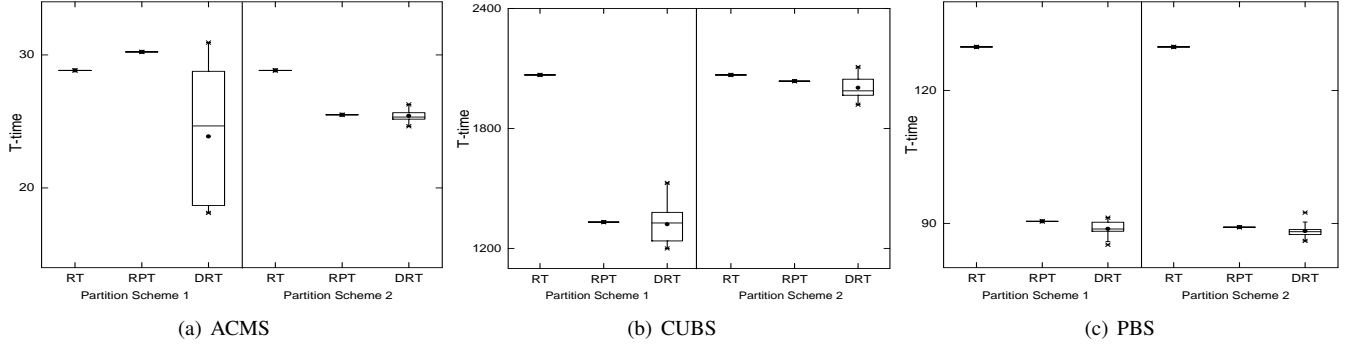 T-time
30
20
RT RPT DRT RT RPT DRT
Partition Scheme 1 Partition Scheme 2
(a) ACMS
T-time
2400
1800
1200
RT RPT DRT RT RPT DRT
Partition Scheme 1 Partition Scheme 2
(b) CUBS
T-time
120
90
RT RPT DRT RT RPT DRT
Partition Scheme 1 Partition Scheme 2
(c) PBS